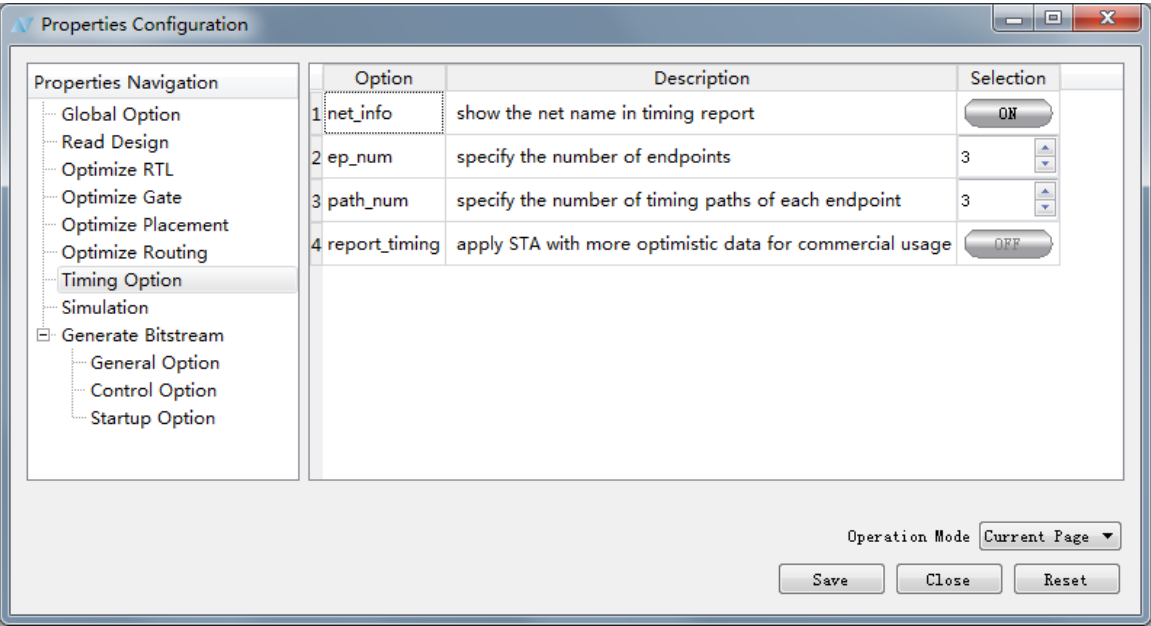 Properties Configuration
Properties Navigation
Global Option
Read Design
Optimize RTL
Optimize Gate
Optimize Placement
Optimize Routing
Timing Option
Simulation
Generate Bitstream
General Option
Control Option
Startup Option
Option Description Selection
1 net_info show the net name in timing report ON
2 ep_num specify the number of endpoints 3
3 path_num specify the number of timing paths of each endpoint 3
4 report_timing apply STA with more optimistic data for commercial usage OFF
Operation Mode Current Page
Save Close Reset